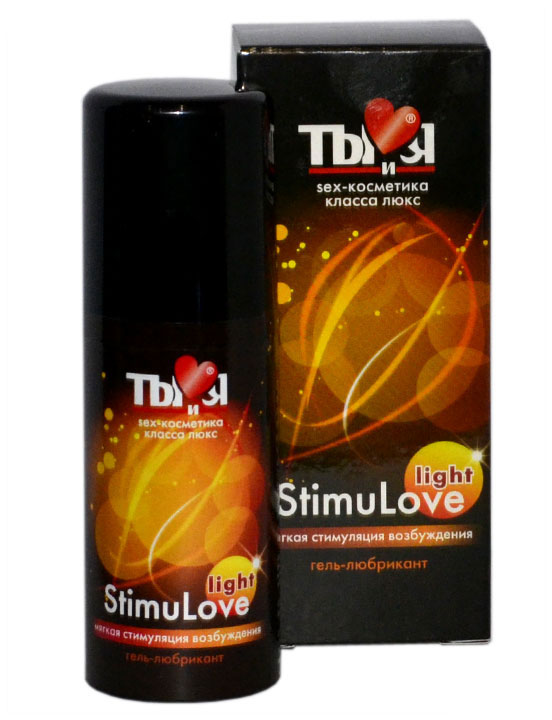 ТЫ и Я ®
sex-косметика
класса люкс
light
StimuLove
мягкая стимуляция возбуждения
гель-любрикант
ТЫ и Я ®
sex-косметика
класса люкс
light
StimuLove
стимуляция возбуждения
гель-любрикант